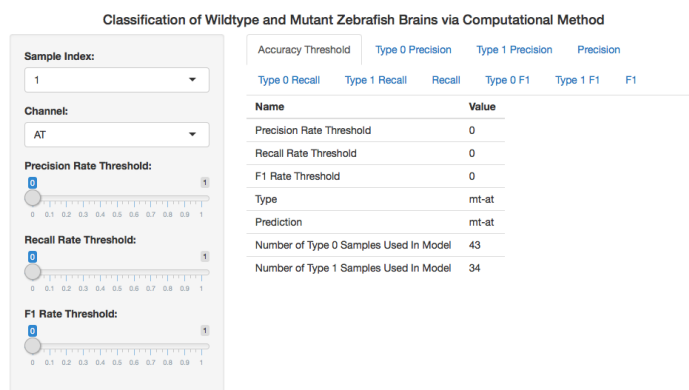 Classification of Wildtype and Mutant Zebrafish Brains via Computational Method
Sample Index:
1
Channel:
AT
Precision Rate Threshold:
0 1
0 0.1 0.2 0.3 0.4 0.5 0.6 0.7 0.8 0.9 1
Recall Rate Threshold:
0 1
0 0.1 0.2 0.3 0.4 0.5 0.6 0.7 0.8 0.9 1
F1 Rate Threshold:
0 1
0 0.1 0.2 0.3 0.4 0.5 0.6 0.7 0.8 0.9 1
Accuracy Threshold Type 0 Precision Type 1 Precision Precision
Type 0 Recall Type 1 Recall Recall Type 0 F1 Type 1 F1 F1
Name Value
Precision Rate Threshold 0
Recall Rate Threshold 0
F1 Rate Threshold 0
Type mt-at
Prediction mt-at
Number of Type 0 Samples Used In Model 43
Number of Type 1 Samples Used In Model 34